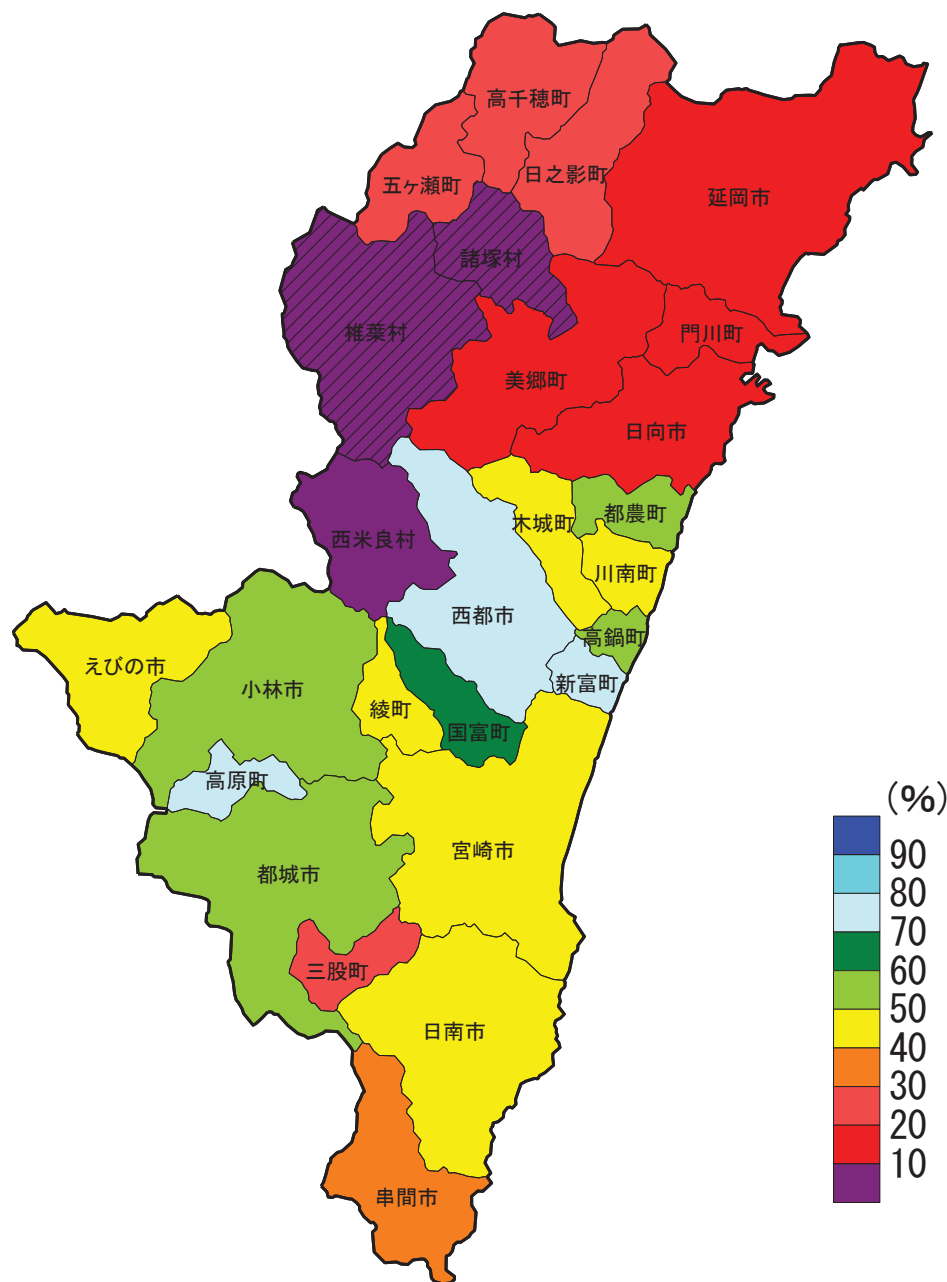 高千穂町
日之影町
五ヶ瀬町
延岡市
諸塚村
椎葉村
門川町
美郷町
日向市
木城町
都農町
西米良村
川南町
西都市
高鍋町
えびの市
小林市
新富町
綾町
国富町
高原町
宮崎市
都城市
三股町
日南市
串間市
(%)
90
80
70
60
50
40
30
20
10